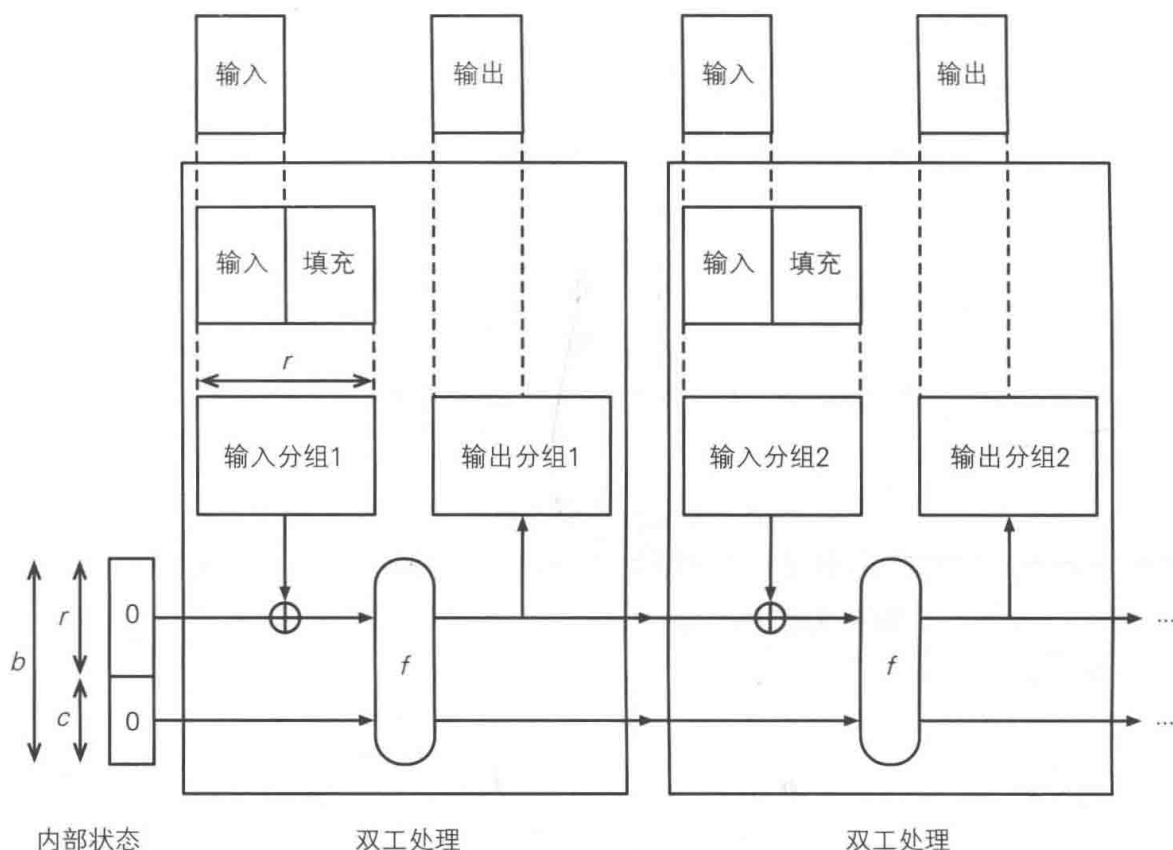 输入 输出 输入 输出
输入 填充 输入 填充
r
输入分组1 输出分组1 输入分组2 输出分组2
b r 0 f f ...
c 0 ...
内部状态 双工处理 双工处理